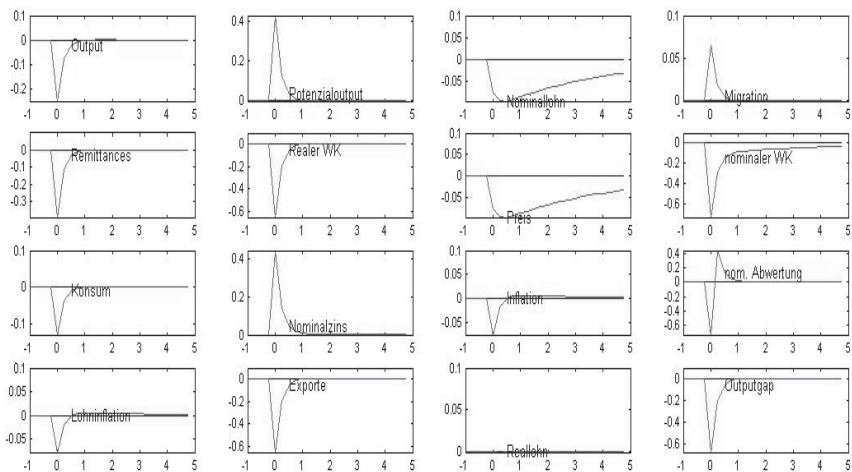 0.1
0
-0.1
-0.2
Output
-1 0 1 2 3 4 5
0.4
0.2
0
Potenzialoutput
-1 0 1 2 3 4 5
0.1
0.05
0
-0.05
Nominallohn
-1 0 1 2 3 4 5
0.1
0.05
0
Migration
-1 0 1 2 3 4 5
0
-0.1
-0.2
-0.3
Remittances
-1 0 1 2 3 4 5
0
-0.2
-0.4
-0.6
Realer WK
-1 0 1 2 3 4 5
0.1
0.05
0
-0.05
Preis
-1 0 1 2 3 4 5
0
-0.2
-0.4
-0.6
nominaler WK
-1 0 1 2 3 4 5
0.1
0
-0.1
Konsum
-1 0 1 2 3 4 5
0.4
0.2
0
Nominalzins
-1 0 1 2 3 4 5
0.1
0.05
0
-0.05
Inflation
-1 0 1 2 3 4 5
0.4
0.2
0
-0.2
-0.4
-0.6
nom. Abwertung
-1 0 1 2 3 4 5
0.1
0.05
0
-0.05
Lohninflation
-1 0 1 2 3 4 5
0
-0.2
-0.4
-0.6
Exporte
-1 0 1 2 3 4 5
0.1
0.05
0
Reallohn
-1 0 1 2 3 4 5
0
-0.2
-0.4
-0.6
Outputgap
-1 0 1 2 3 4 5